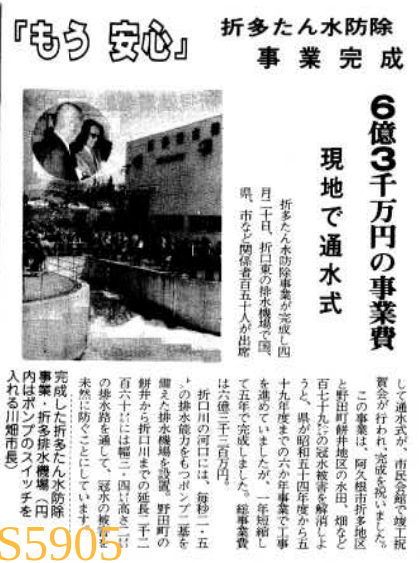 折多たん水防除
事業完成
「もう 安心」
6億3千万円の事業費
現地で通水式
折多たん水防除事業が完成し四
月二十日、折口東の排水機場で国、
県、市など関係者百五十人が出席
して通水式が、市民会館で竣工祝
賀会が行われ、完成を祝いました。
この事業は、阿久根市折多地区
と野田町餅井地区の水田、畑など
百七十九㌶の冠水被害を解消しよ
うと、県が昭和五十四年度から五
十九年度までの六か年事業で工事
を進めていましたが、一年短縮し
て五年で完成しました。総事業費
は六億三千三百万円。
折口川の河口には、毎秒二・五
㌧の排水能力をもつポンプ二基を
備えた排水機場を設置。野田町の
餅井から折口川までの延長二千二
百六十㍍には幅二・四㍍高さ二㍍
の排水路を通して、冠水の被害を
未然に防ぐことにしています。
完成した折多たん水防除
事業・折多排水機場（円
内はポンプのスイッチを
入れる川畑市長）
S5905